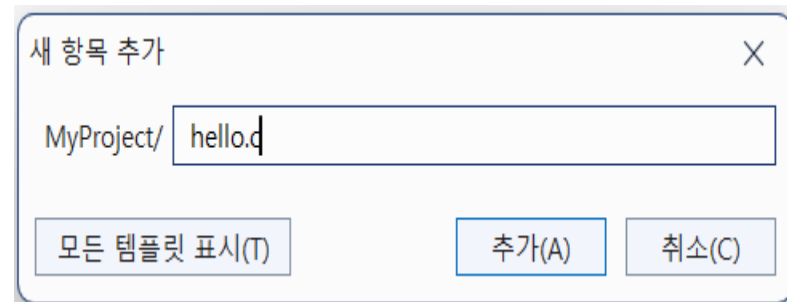 새 항목 추가
MyProject/ hello.c
모든 템플릿 표시(T) 추가(A) 취소(C)